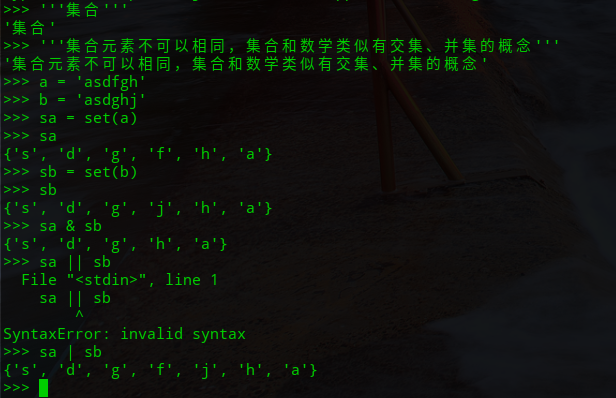 >>> '''集合'''
'集合'
>>> '''集合元素不可以相同，集合和数学类似有交集、并集的概念'''
'集合元素不可以相同，集合和数学类似有交集、并集的概念'
>>> a = 'asdfgh'
>>> b = 'asdghj'
>>> sa = set(a)
>>> sa
{'s', 'd', 'g', 'f', 'h', 'a'}
>>> sb = set(b)
>>> sb
{'s', 'd', 'g', 'j', 'h', 'a'}
>>> sa & sb
{'s', 'd', 'g', 'h', 'a'}
>>> sa || sb
  File "<stdin>", line 1
    sa || sb
        ^
SyntaxError: invalid syntax
>>> sa | sb
{'s', 'd', 'g', 'f', 'j', 'h', 'a'}
>>>